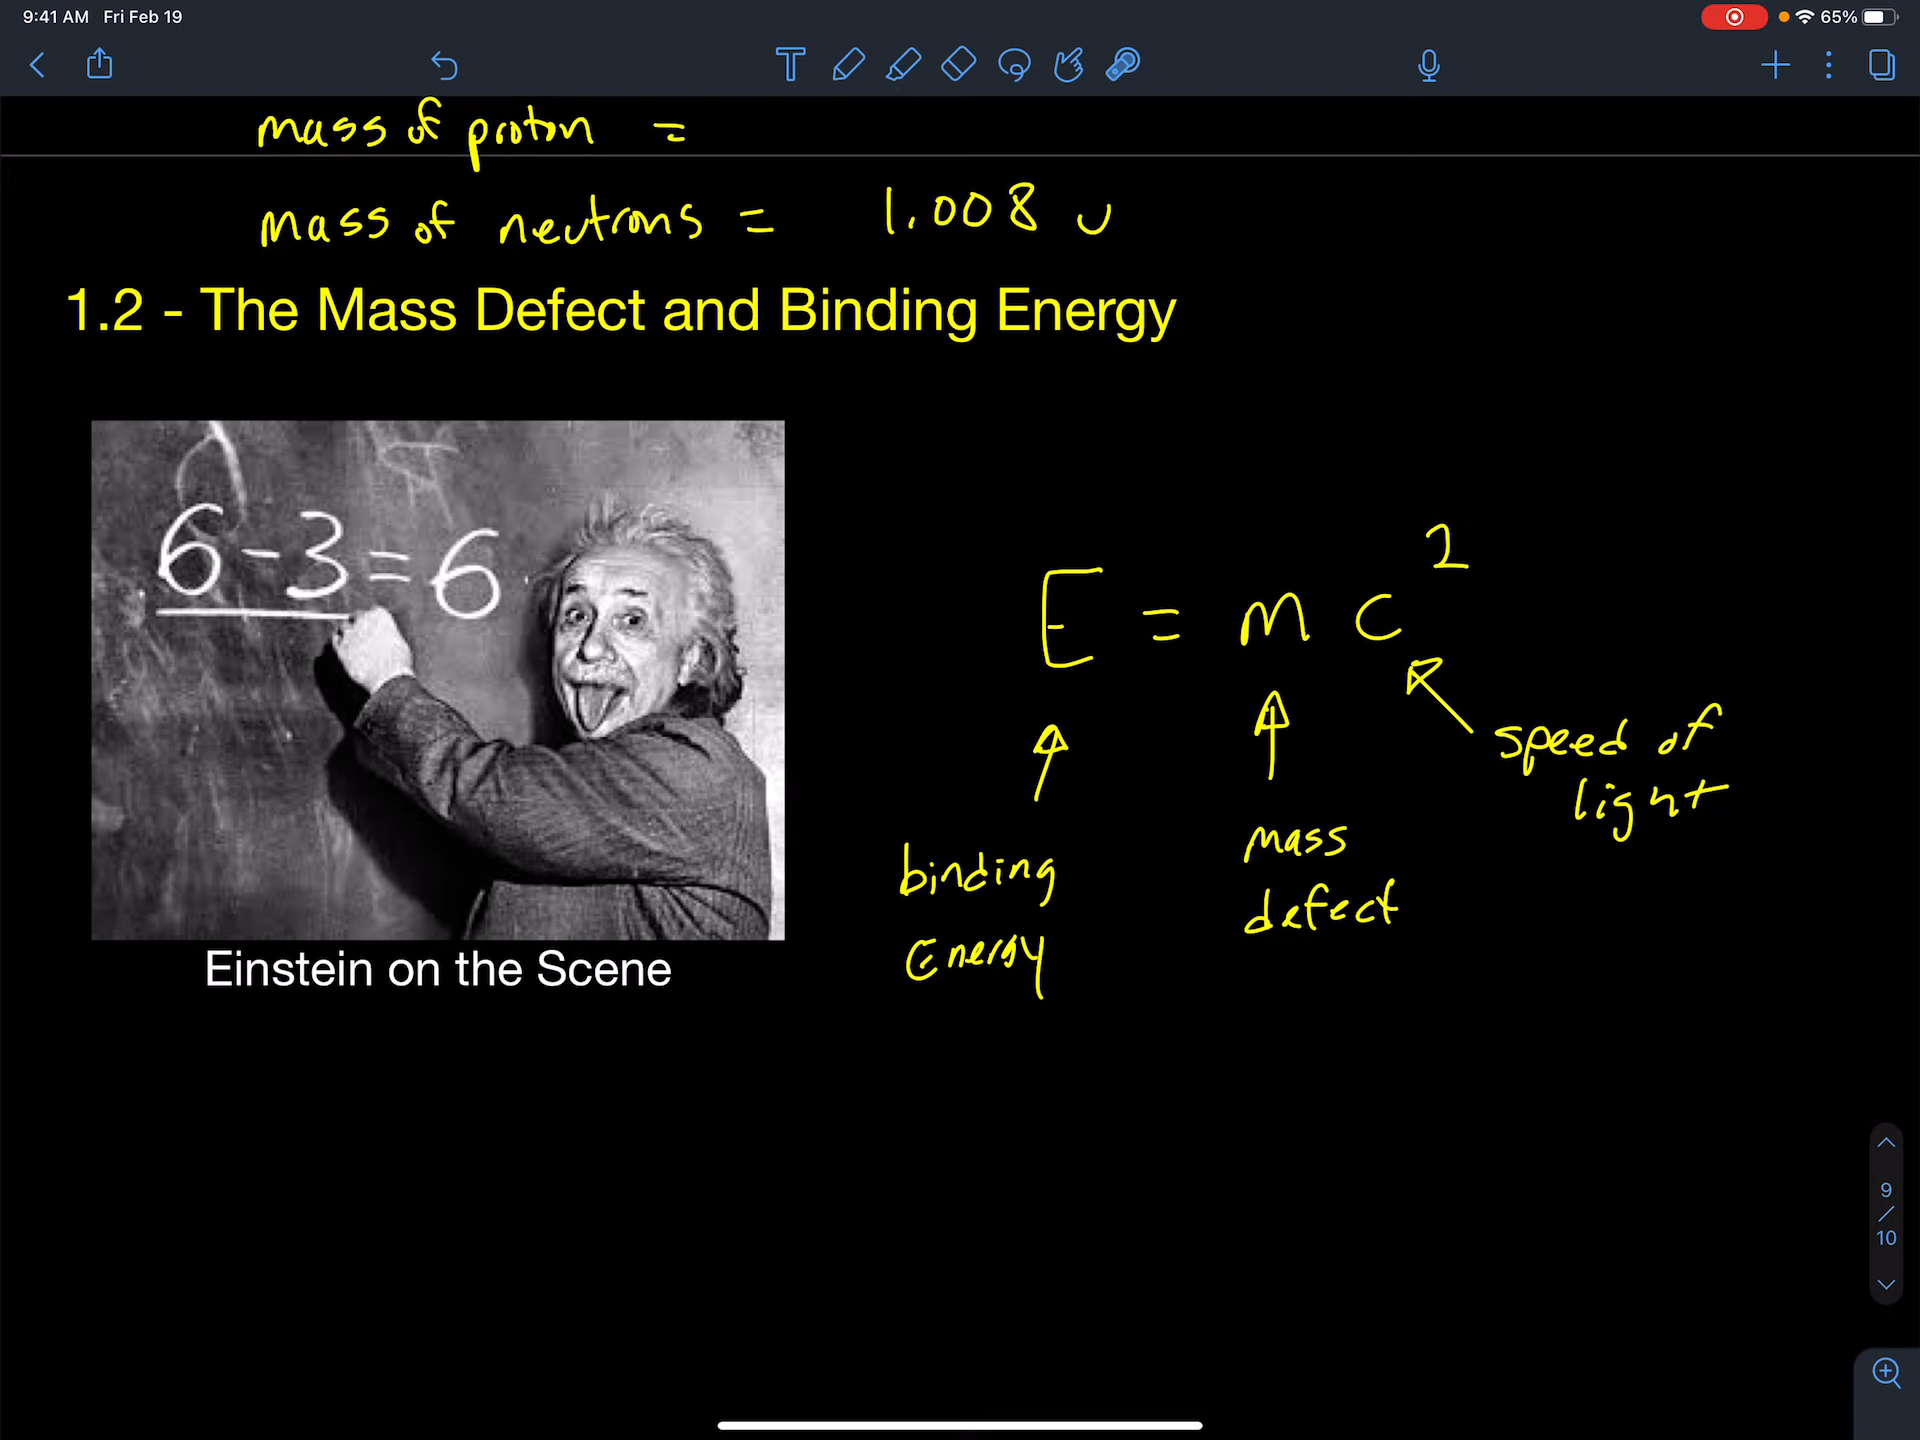 9:41 AM Fri Feb 19
65%
mass of proton =
mass of neutrons = 1.008 u
1.2 - The Mass Defect and Binding Energy
6-3=6
E = mc²
speed of
light
binding
Energy
mass
defect
Einstein on the Scene
9
/
10